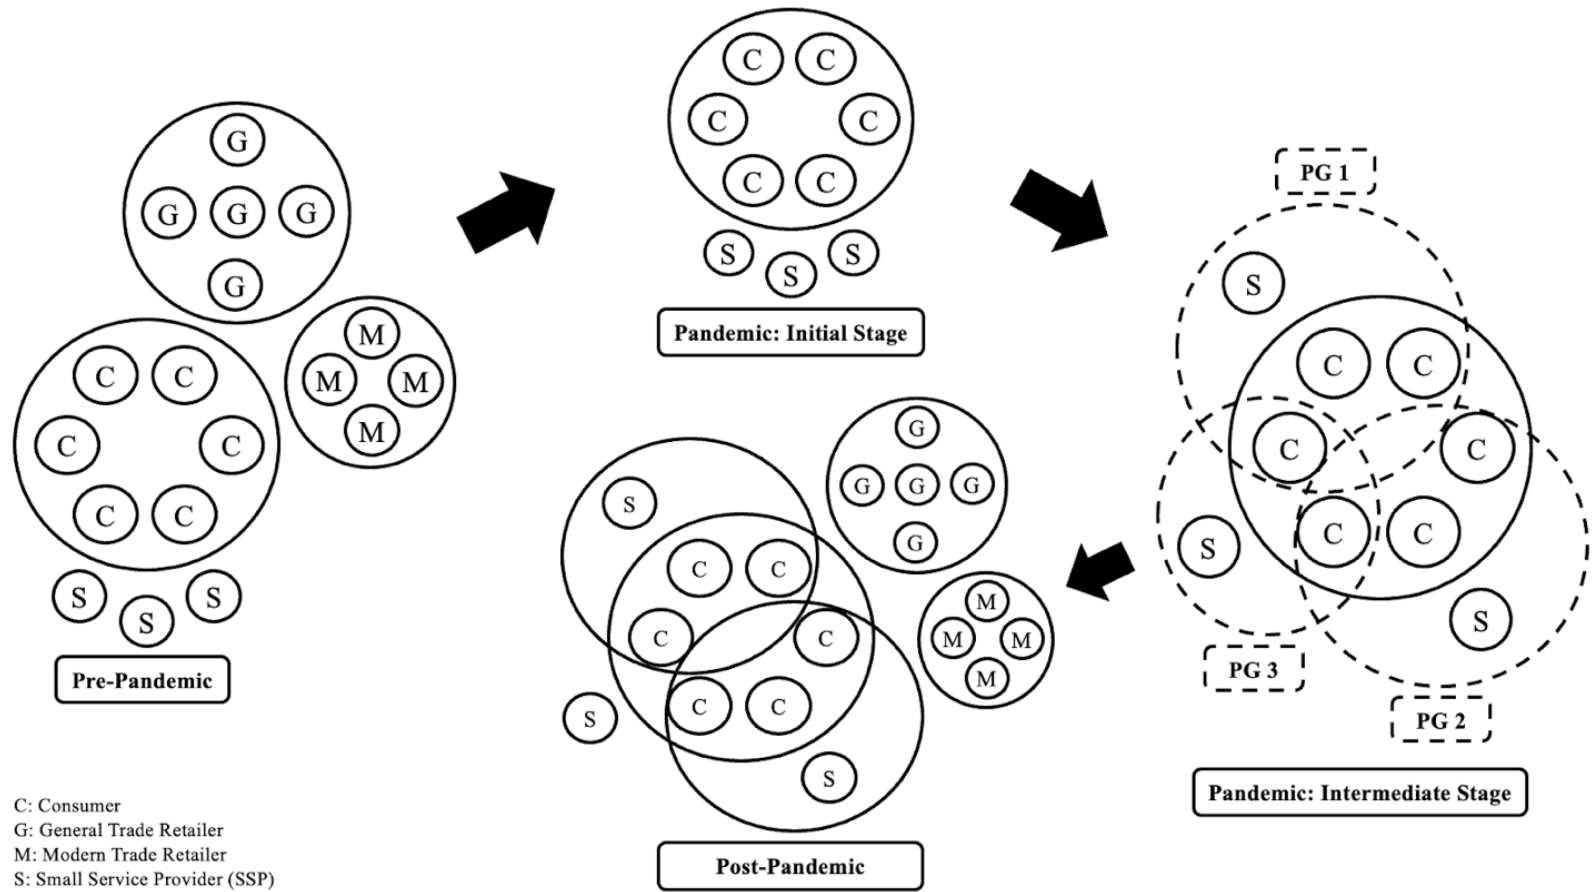 G
G G G
G
C C
C C
C C
M
M M
M
S S
S
Pre-Pandemic
C C
C C
C C
S S
S
Pandemic: Initial Stage
PG 1
S
C C
C C
C C
S
S
PG 3
PG 2
Pandemic: Intermediate Stage
S
C C
C C
C C
S
S
G
G G G
G
M
M M
M
Post-Pandemic
C: Consumer
G: General Trade Retailer
M: Modern Trade Retailer
S: Small Service Provider (SSP)